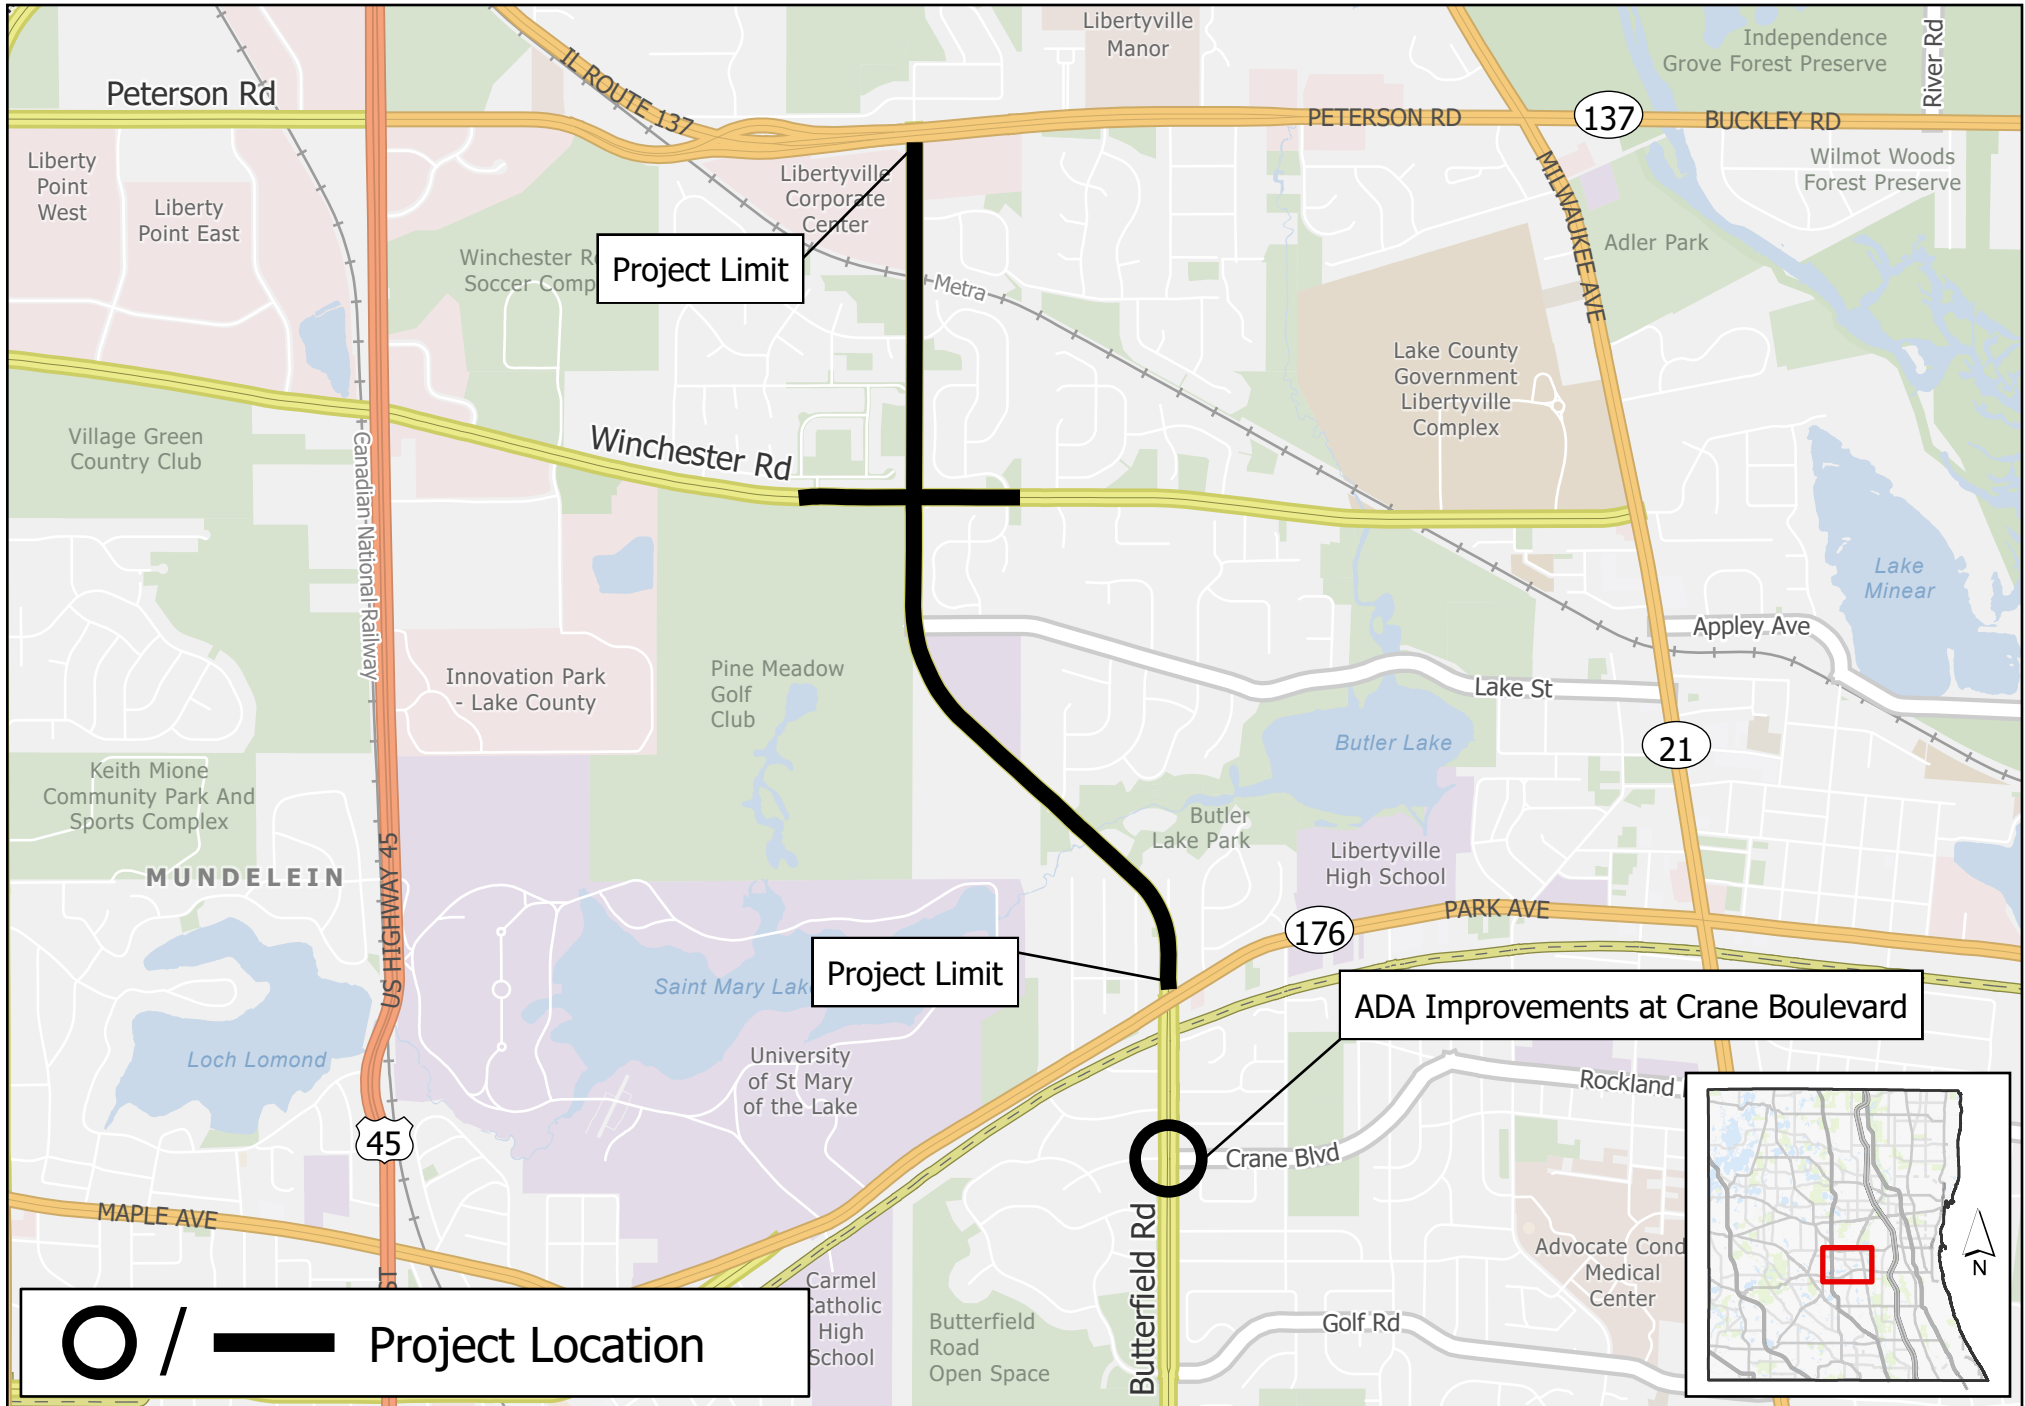 Libertyville
Manor
Independence
Grove Forest Preserve
River Rd
Peterson Rd
IL ROUTE 137
PETERSON RD
137
BUCKLEY RD
Liberty
Point
West
Liberty
Point East
Libertyville
Corporate
Center
MILWAUKEE AVE
Wilmot Woods
Forest Preserve
Adler Park
Winchester
Soccer
Project Limit
Metra
Lake County
Government
Libertyville
Complex
Village Green
Country Club
Canadian National Railway
Winchester Rd
Lake
Minear
Appley Ave
Innovation Park
- Lake County
Pine Meadow
Golf
Club
Lake St
Butler Lake
21
Keith Mione
Community Park And
Sports Complex
Butler
Lake Park
MUNDELEIN
US HIGHWAY 45
Libertyville
High School
PARK AVE
176
Saint Mary
Project Limit
ADA Improvements at Crane Boulevard
Loch Lomond
University
of St Mary
of the Lake
Rockland
45
Crane Blvd
MAPLE AVE
Butterfield Rd
Advocate
Medical
Center
N
Carmel
Catholic
High
School
Butterfield
Road
Open Space
Golf Rd
/ Project Location